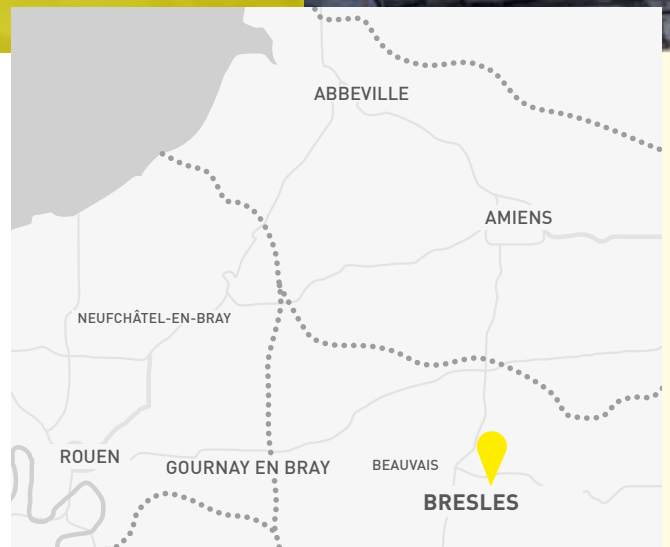 ABBEVILLE
AMIENS
NEUFCHÂTEL-EN-BRAY
ROUEN
GOURNAY EN BRAY
BEAUVAIS
BRESLES